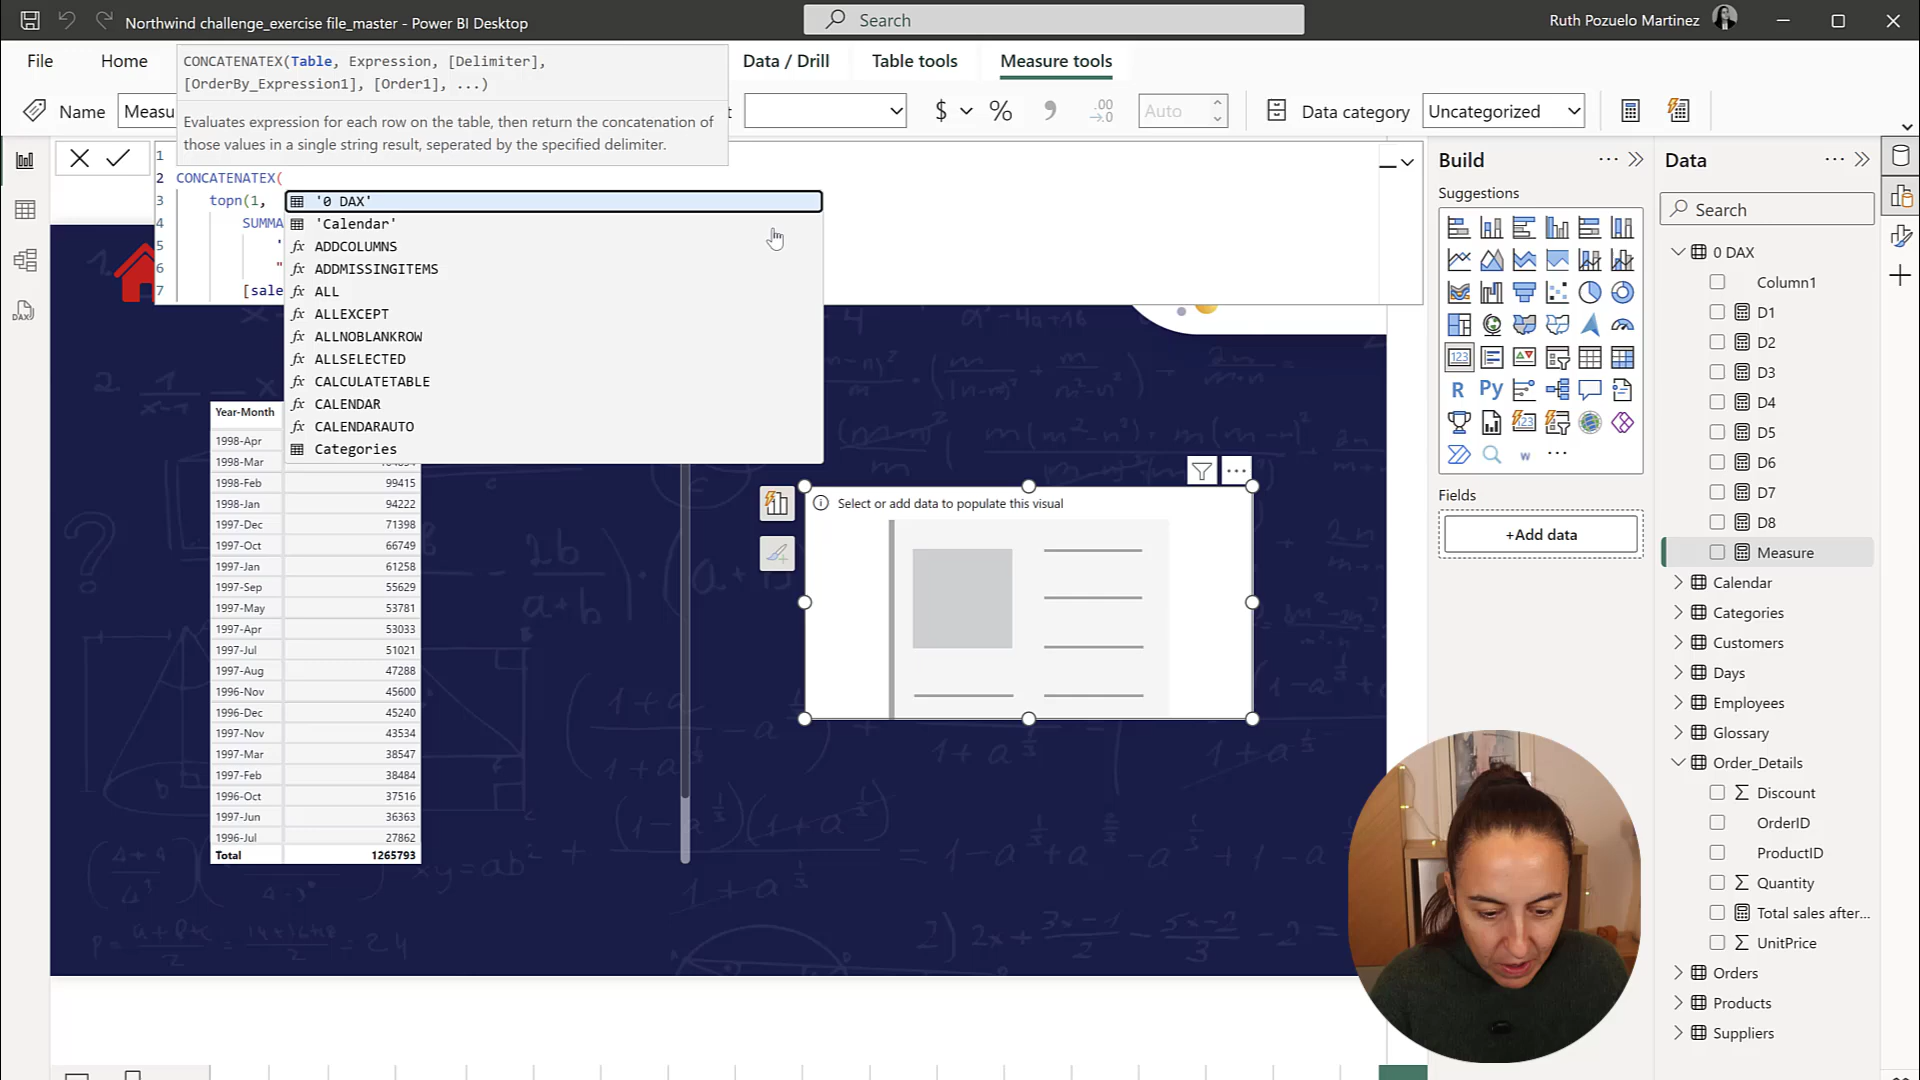 Northwind challenge_exercise file_master - Power BI Desktop
Search
Ruth Pozuelo Martinez
File
Home
Data / Drill
Table tools
Measure tools
CONCATENATEX(Table, Expression, [Delimiter],
[OrderBy_Expression1], [Order1], ...)
Evaluates expression for each row on the table, then return the concatenation of
those values in a single string result, seperated by the specified delimiter.
Name
Measu
$
%
Auto
Data category
Uncategorized
1
2 CONCATENATEX(
3 topn(1,
4 SUMMA
5 '
6 "
7 [sale
'0 DAX'
'Calendar'
ADDCOLUMNS
ADDMISSINGITEMS
ALL
ALLEXCEPT
ALLNOBLANKROW
ALLSELECTED
CALCULATETABLE
CALENDAR
CALENDARAUTO
Categories
Year-Month
1998-Apr
1998-Mar
1998-Feb 99415
1998-Jan 94222
1997-Dec 71398
1997-Oct 66749
1997-Jan 61258
1997-Sep 55629
1997-May 53781
1997-Apr 53033
1997-Jul 51021
1997-Aug 47288
1996-Nov 45600
1996-Dec 45240
1997-Nov 43534
1997-Mar 38547
1997-Feb 38484
1996-Oct 37516
1997-Jun 36363
1996-Jul 27862
Total 1265793
Select or add data to populate this visual
Build
Suggestions
123
R
Py
Fields
+Add data
Data
Search
0 DAX
Column1
D1
D2
D3
D4
D5
D6
D7
D8
Measure
Calendar
Categories
Customers
Days
Employees
Glossary
Order_Details
Discount
OrderID
ProductID
Quantity
Total sales after...
UnitPrice
Orders
Products
Suppliers